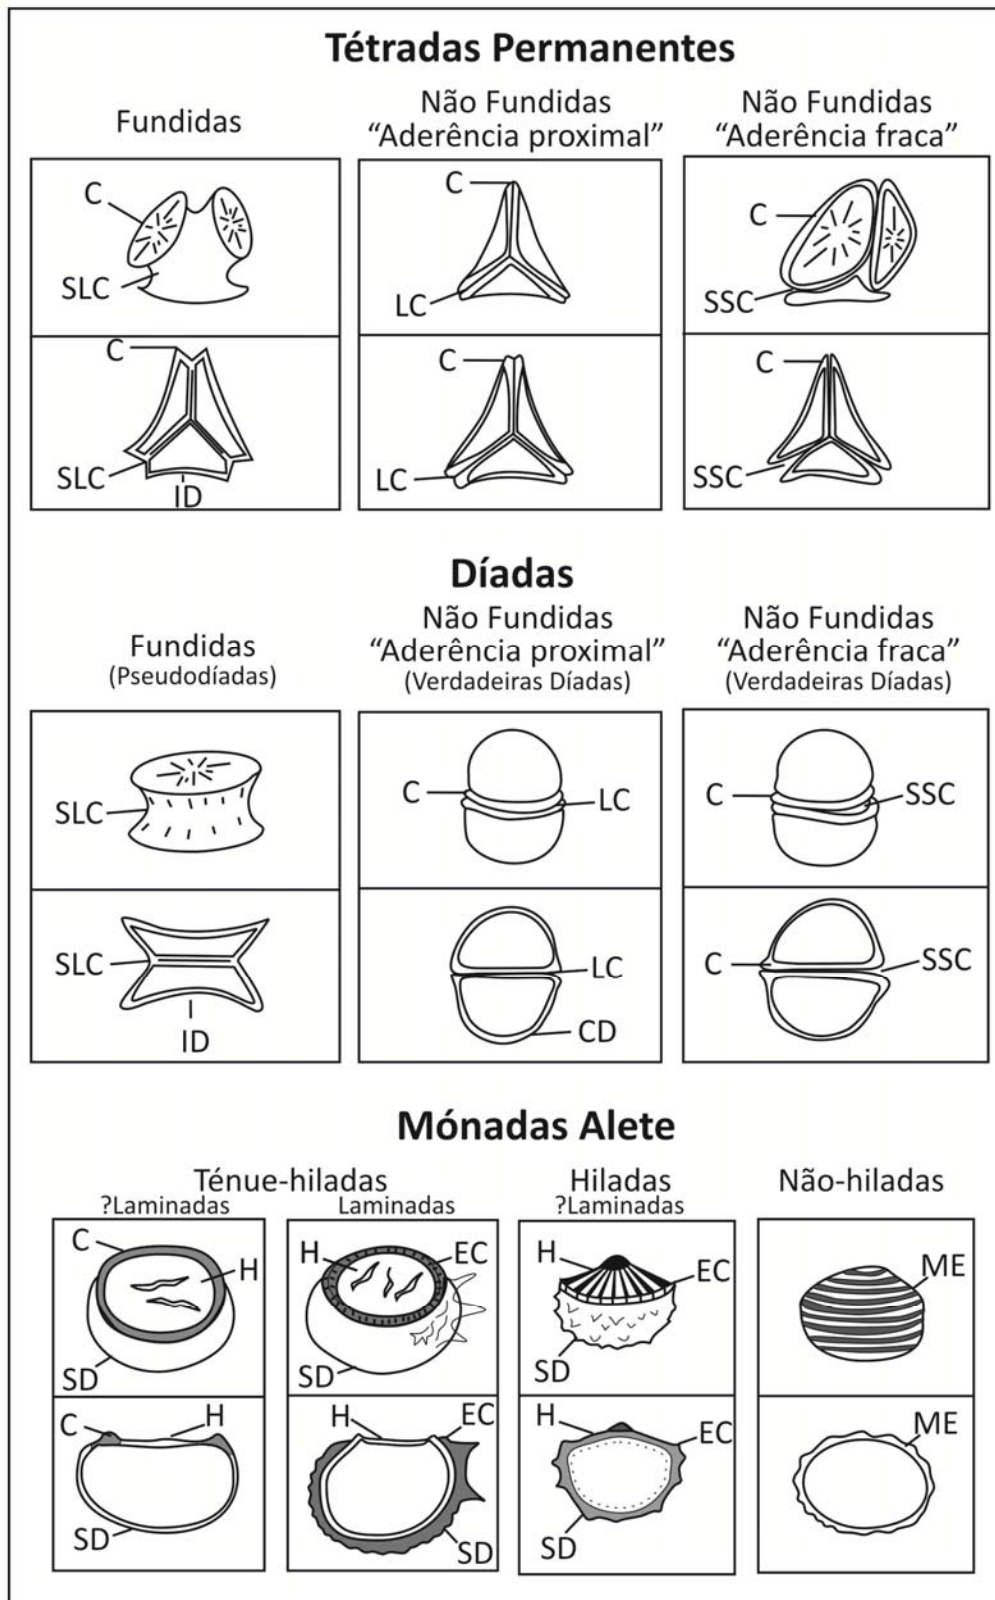 Tétradas Permanentes
Fundidas
Não Fundidas
“Aderência proximal”
Não Fundidas
“Aderência fraca”
C
SLC
C
LC
C
SSC
C
SLC
ID
LC
C
SSC
Díadas
Fundidas
(Pseudodíadas)
Não Fundidas
“Aderência proximal”
(Verdadeiras Díadas)
Não Fundidas
“Aderência fraca”
(Verdadeiras Díadas)
SLC
C
LC
C
SSC
SLC
ID
LC
CD
C
SSC
Mónadas Alete
Ténue-hiladas
?Laminadas
Laminadas
Hiladas
?Laminadas
Não-hiladas
C
H
SD
H
EC
SD
H
EC
SD
ME
C
H
SD
H
EC
SD
H
EC
SD
ME